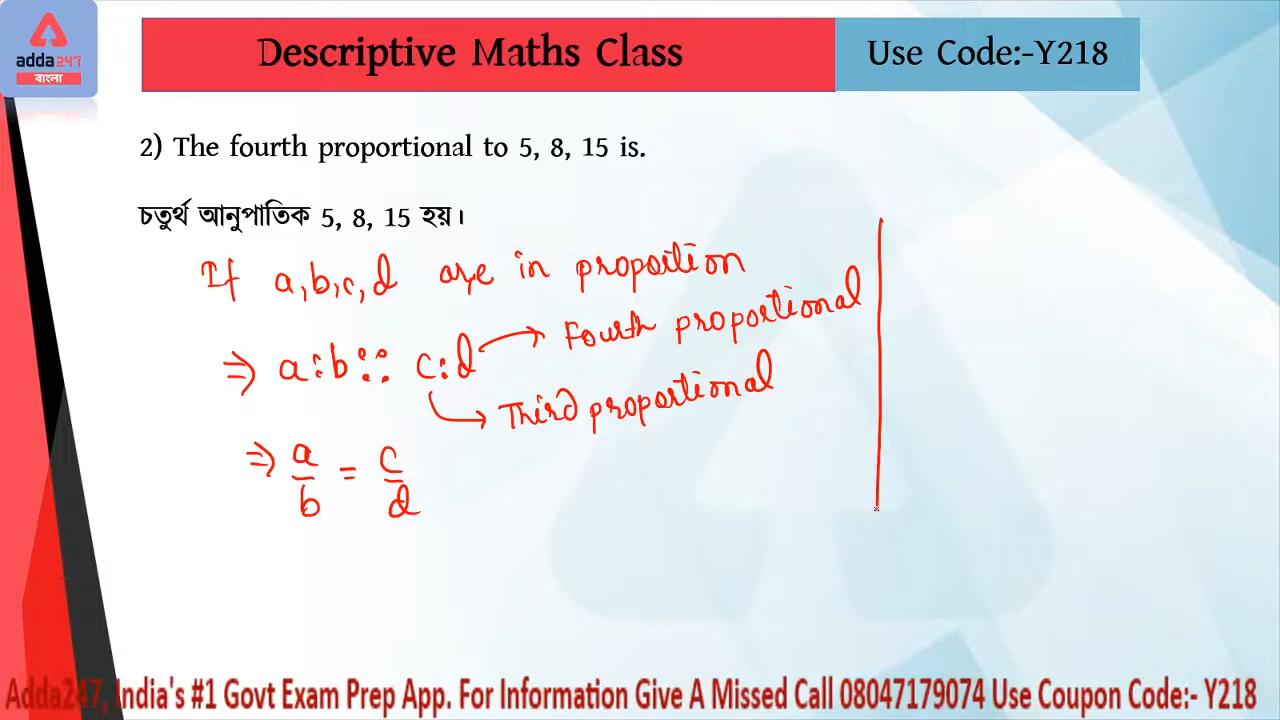 adda247
বাংলা
Descriptive Maths Class
Use Code:-Y218
2) The fourth proportional to 5, 8, 15 is.
চতুর্থ আনুপাতিক 5, 8, 15 হয়।
If a,b,c,d are in proportion
⇒ a:b :: c:d → Fourth proportional
→ Third proportional
⇒ a/b = c/d
Adda247, India's #1 Govt Exam Prep App. For Information Give A Missed Call 08047179074 Use Coupon Code:- Y218